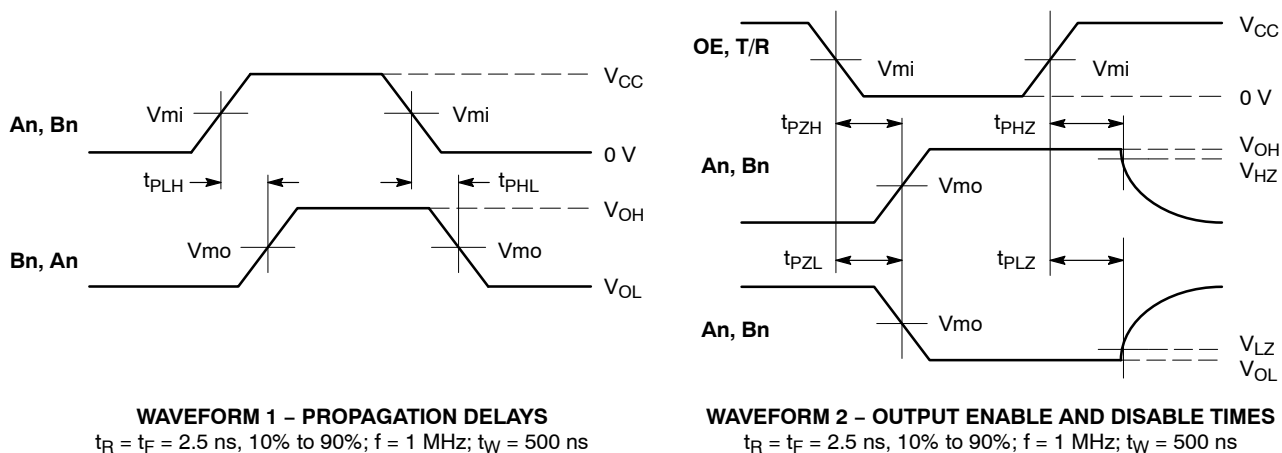 An, Bn
Vmi
Vmi
V_CC
0 V
t_PLH
t_PHL
Bn, An
Vmo
Vmo
V_OH
V_OL
WAVEFORM 1 – PROPAGATION DELAYS
t_R = t_F = 2.5 ns, 10% to 90%; f = 1 MHz; t_W = 500 ns
OE, T/R
Vmi
Vmi
V_CC
0 V
t_PZH
t_PHZ
An, Bn
Vmo
V_OH
V_HZ
t_PZL
t_PLZ
An, Bn
Vmo
V_LZ
V_OL
WAVEFORM 2 – OUTPUT ENABLE AND DISABLE TIMES
t_R = t_F = 2.5 ns, 10% to 90%; f = 1 MHz; t_W = 500 ns